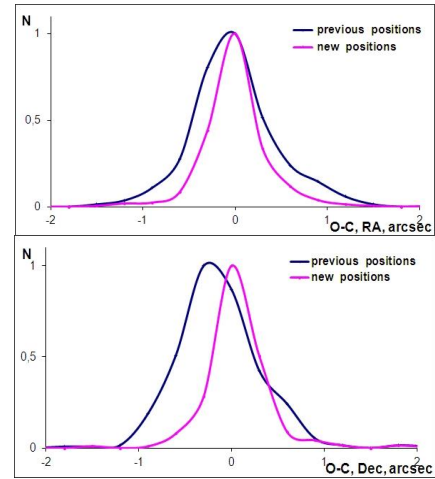 N
previous positions
new positions
1
0.5
0
-2 -1 0 1 2
O-C, RA, arcsec
N
previous positions
new positions
1
0.5
0
-2 -1 0 1 2
O-C, Dec, arcsec